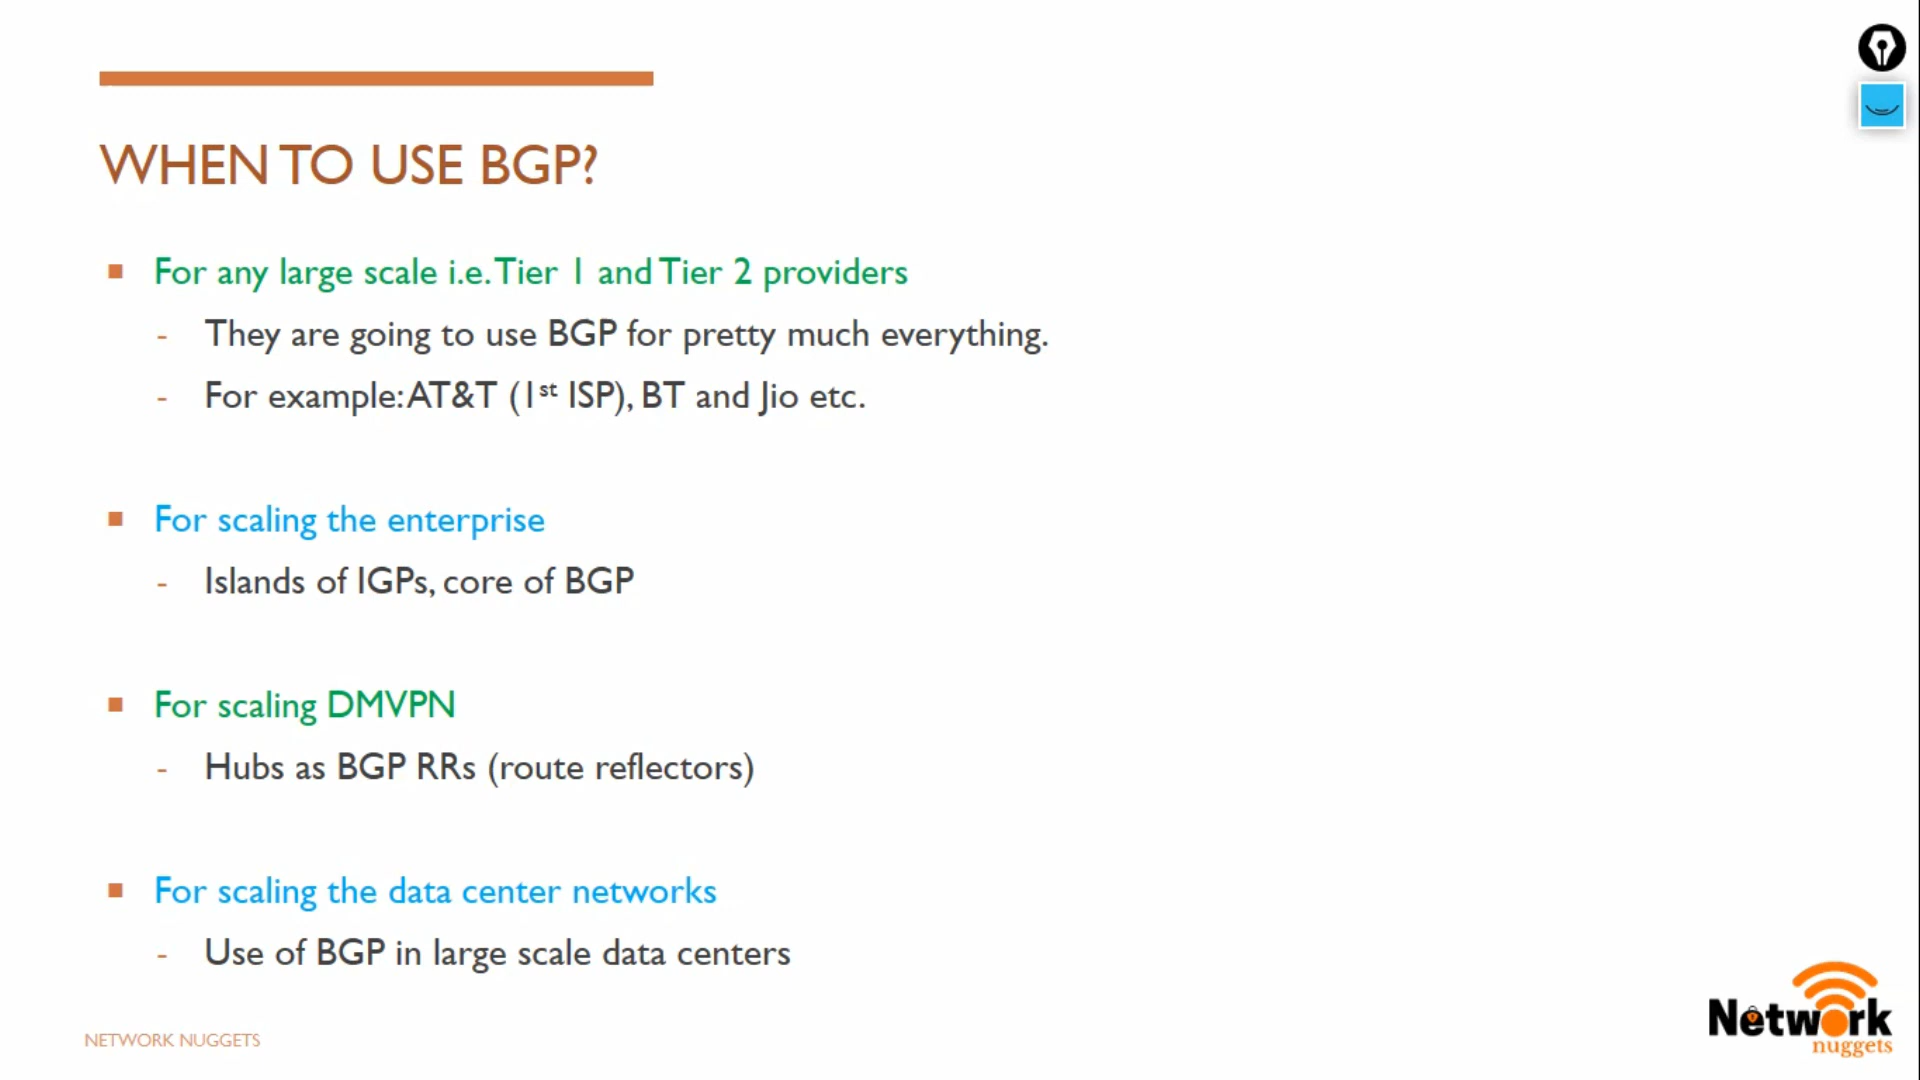 WHEN TO USE BGP?
For any large scale i.e. Tier 1 and Tier 2 providers
- They are going to use BGP for pretty much everything.
- For example: AT&T (1st ISP), BT and Jio etc.
For scaling the enterprise
- Islands of IGPs, core of BGP
For scaling DMVPN
- Hubs as BGP RRs (route reflectors)
For scaling the data center networks
- Use of BGP in large scale data centers
NETWORK NUGGETS
Network
nuggets